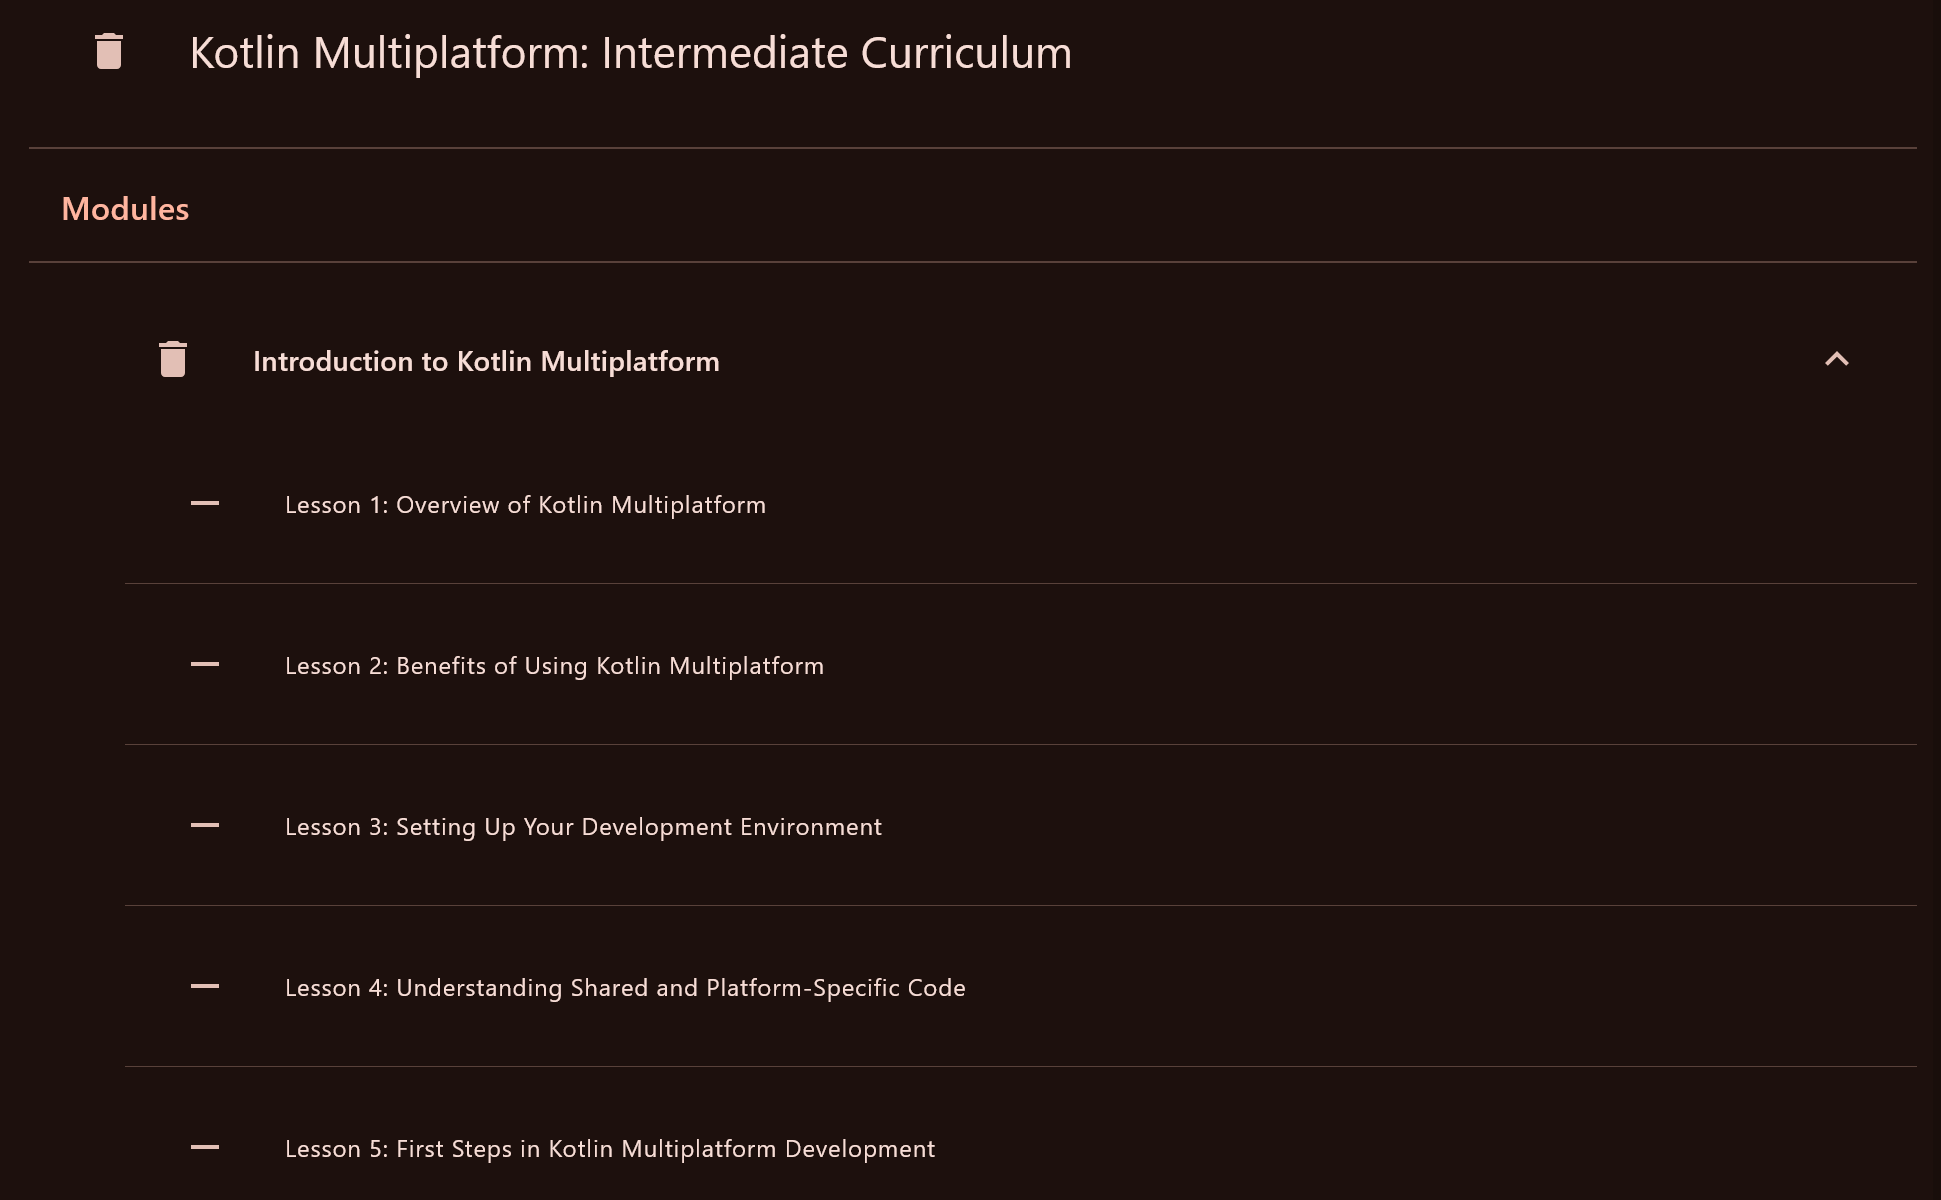 Kotlin Multiplatform: Intermediate Curriculum
Modules
Introduction to Kotlin Multiplatform
Lesson 1: Overview of Kotlin Multiplatform
Lesson 2: Benefits of Using Kotlin Multiplatform
Lesson 3: Setting Up Your Development Environment
Lesson 4: Understanding Shared and Platform-Specific Code
Lesson 5: First Steps in Kotlin Multiplatform Development